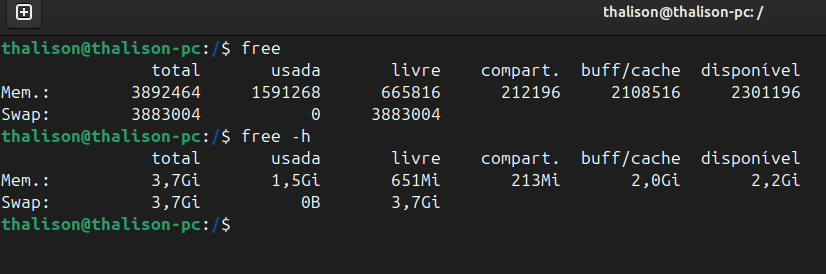 thalison@thalison-pc: /
thalison@thalison-pc:/$ free
total usada livre compart. buff/cache disponível
Mem.: 3892464 1591268 665816 212196 2108516 2301196
Swap: 3883004 0 3883004
thalison@thalison-pc:/$ free -h
total usada livre compart. buff/cache disponível
Mem.: 3,7Gi 1,5Gi 651Mi 213Mi 2,0Gi 2,2Gi
Swap: 3,7Gi 0B 3,7Gi
thalison@thalison-pc:/$